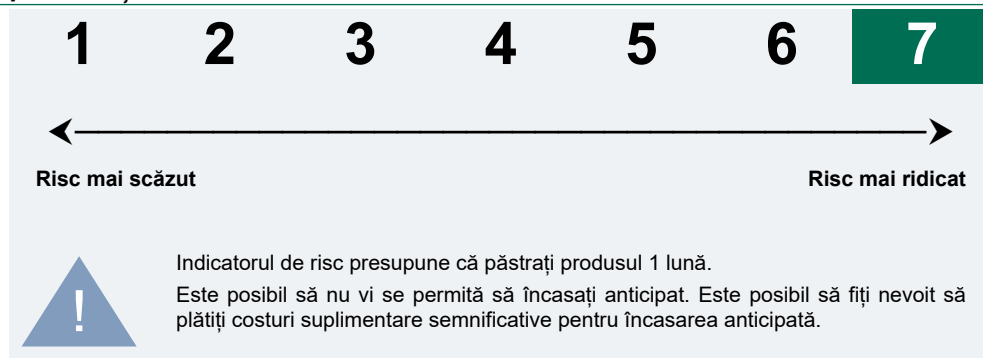 1 2 3 4 5 6 7
Risc mai scăzut Risc mai ridicat
Indicatorul de risc presupune că păstrați produsul 1 lună.
Este posibil să nu vi se permită să încasați anticipat. Este posibil să fiți nevoit să
plătiți costuri suplimentare semnificative pentru încasarea anticipată.
!